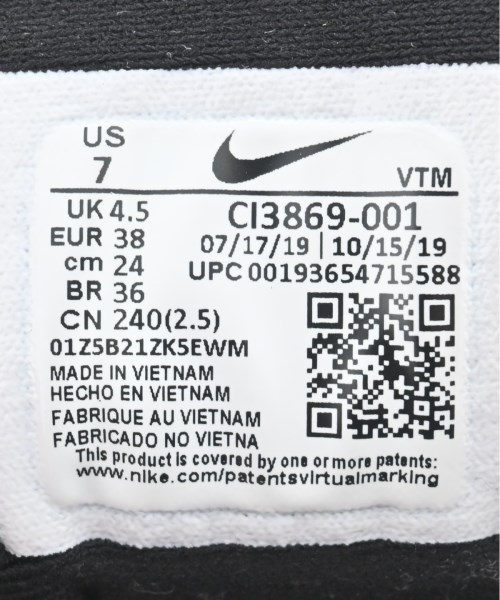 US
7
VTM
UK 4.5
EUR 38
cm 24
BR 36
CN 240(2.5)
CI3869-001
07/17/19 | 10/15/19
UPC 00193654715588
01Z5B21ZK5EWM
MADE IN VIETNAM
HECHO EN VIETNAM
FABRIQUE AU VIETNAM
FABRICADO NO VIETNA
This product is covered by one or more patents:
www.nike.com/patentsvirtualmarking